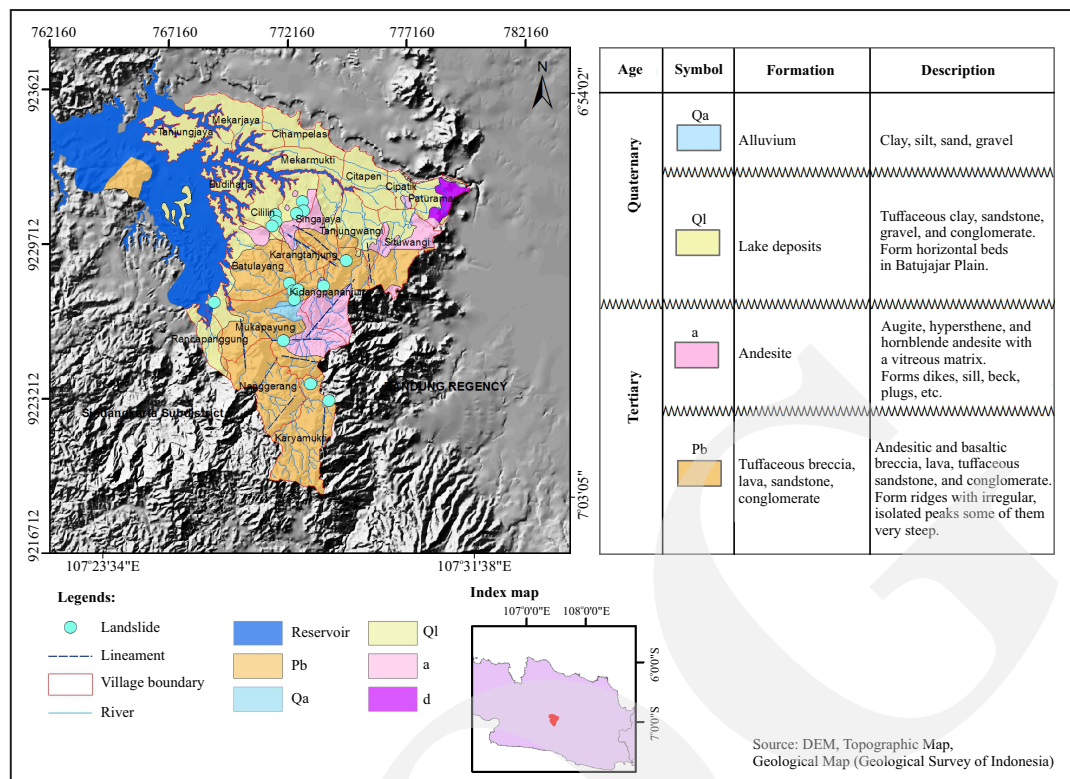 762160 767160 772160 777160 782160
923621
9229712
9223212
9216712
6°54'02"
7°03'05"
107°23'34"E 107°31'38"E
N
Tanjungjaya
Mekarjaya
Cihampelas
Mekarmukti
Citapen
Budiharja
Cipatik
Cililin
Singajaya
Tanjungwangi
Situwangi
Karangtanjung
Batulayang
Mukapayung
Rancapanggung
Nanggerang
Karyamukti
Age Symbol Formation Description
Quaternary
Qa
Alluvium
Clay, silt, sand, gravel
Ql
Lake deposits
Tuffaceous clay, sandstone,
gravel, and conglomerate.
Form horizontal beds
in Batujajar Plain.
Tertiary
a
Andesite
Augite, hypersthene, and
hornblende andesite with
a vitreous matrix.
Forms dikes, sill, beck,
plugs, etc.
Pb
Tuffaceous breccia,
lava, sandstone,
conglomerate
Andesitic and basaltic
breccia, lava, tuffaceous
sandstone, and conglomerate.
Form ridges with irregular,
isolated peaks some of them
very steep.
Legends:
Landslide
Lineament
Village boundary
River
Reservoir
Pb
Qa
Ql
a
d
Index map
107°0'0"E 108°0'0"E
6°0'0"S
7°0'0"S
Source: DEM, Topographic Map,
Geological Map (Geological Survey of Indonesia)